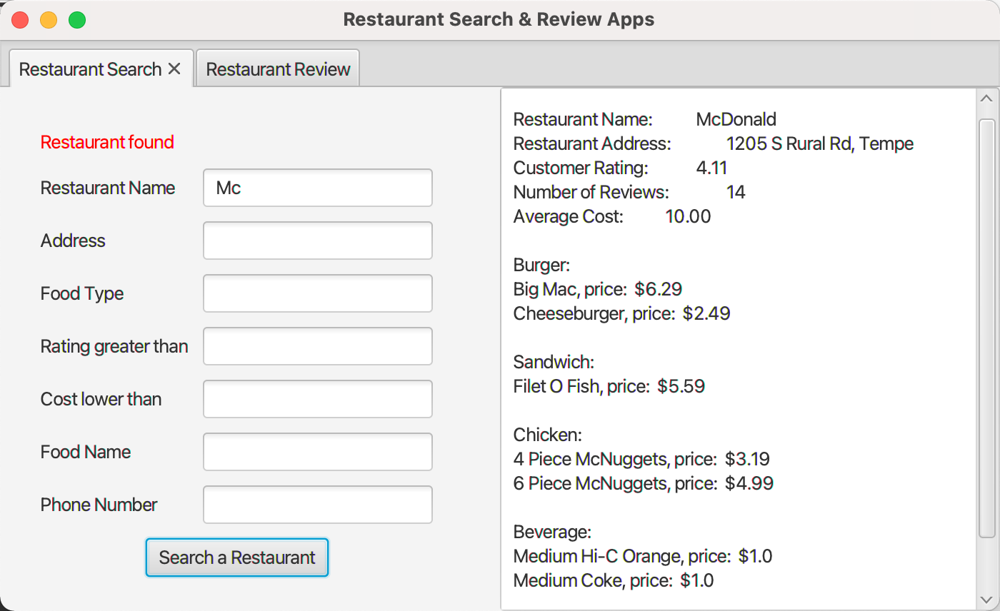 Restaurant Search & Review Apps
Restaurant Search
Restaurant Review
Restaurant found
Restaurant Name
Mc
Address
Food Type
Rating greater than
Cost lower than
Food Name
Phone Number
Search a Restaurant
Restaurant Name: McDonald
Restaurant Address: 1205 S Rural Rd, Tempe
Customer Rating: 4.11
Number of Reviews: 14
Average Cost: 10.00
Burger:
Big Mac, price: $6.29
Cheeseburger, price: $2.49
Sandwich:
Filet O Fish, price: $5.59
Chicken:
4 Piece McNuggets, price: $3.19
6 Piece McNuggets, price: $4.99
Beverage:
Medium Hi-C Orange, price: $1.0
Medium Coke, price: $1.0